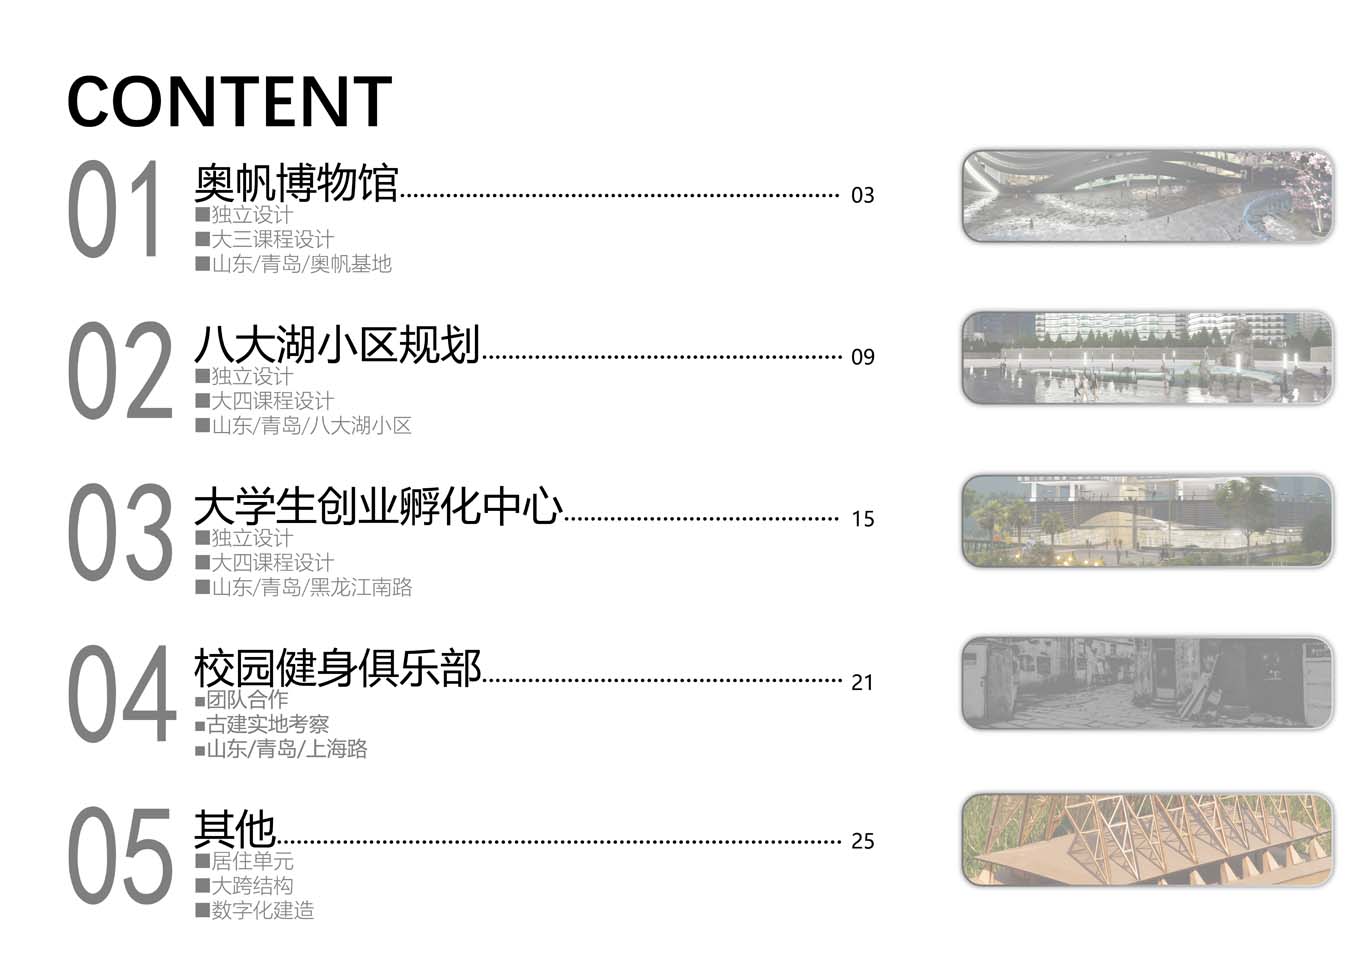 CONTENT
01 奥帆博物馆 03
■独立设计
■大三课程设计
■山东/青岛/奥帆基地
02 八大湖小区规划 09
■独立设计
■大四课程设计
■山东/青岛/八大湖小区
03 大学生创业孵化中心 15
■独立设计
■大四课程设计
■山东/青岛/黑龙江南路
04 校园健身俱乐部 21
■团队合作
■古建实地考察
■山东/青岛/上海路
05 其他 25
■居住单元
■大跨结构
■数字化建造